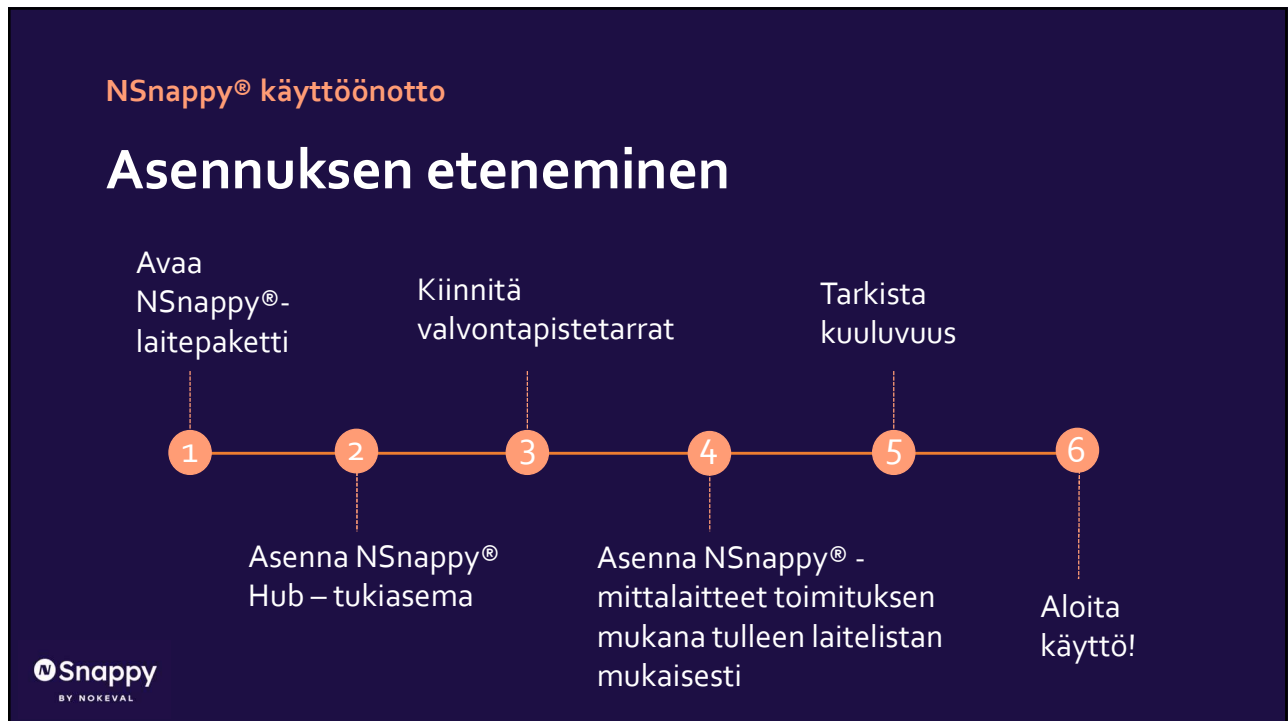 NSnappy® käyttöönotto
Asennuksen eteneminen
Avaa
NSnappy®-
laitepaketti
Kiinnitä
valvontapistetarrat
Tarkista
kuuluvuus
1
2
3
4
5
6
Asenna NSnappy®
Hub – tukiasema
Asenna NSnappy® -
mittalaitteet toimituksen
mukana tulleen laitelistan
mukaisesti
Aloita
käyttö!
N Snappy
BY NOKEVAL